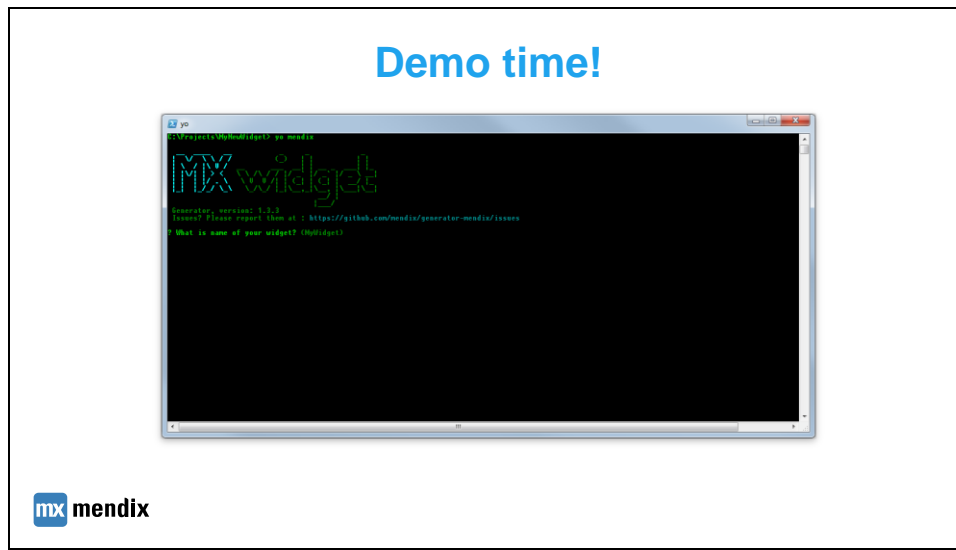 Demo time!
yo
C:\Projects\MyNewWidget> yo mendix
MX widget
Generator, version: 1.3.3
Issues? Please report them at : https://github.com/mendix/generator-mendix/issues
? What is name of your widget? (MyWidget)
mx mendix